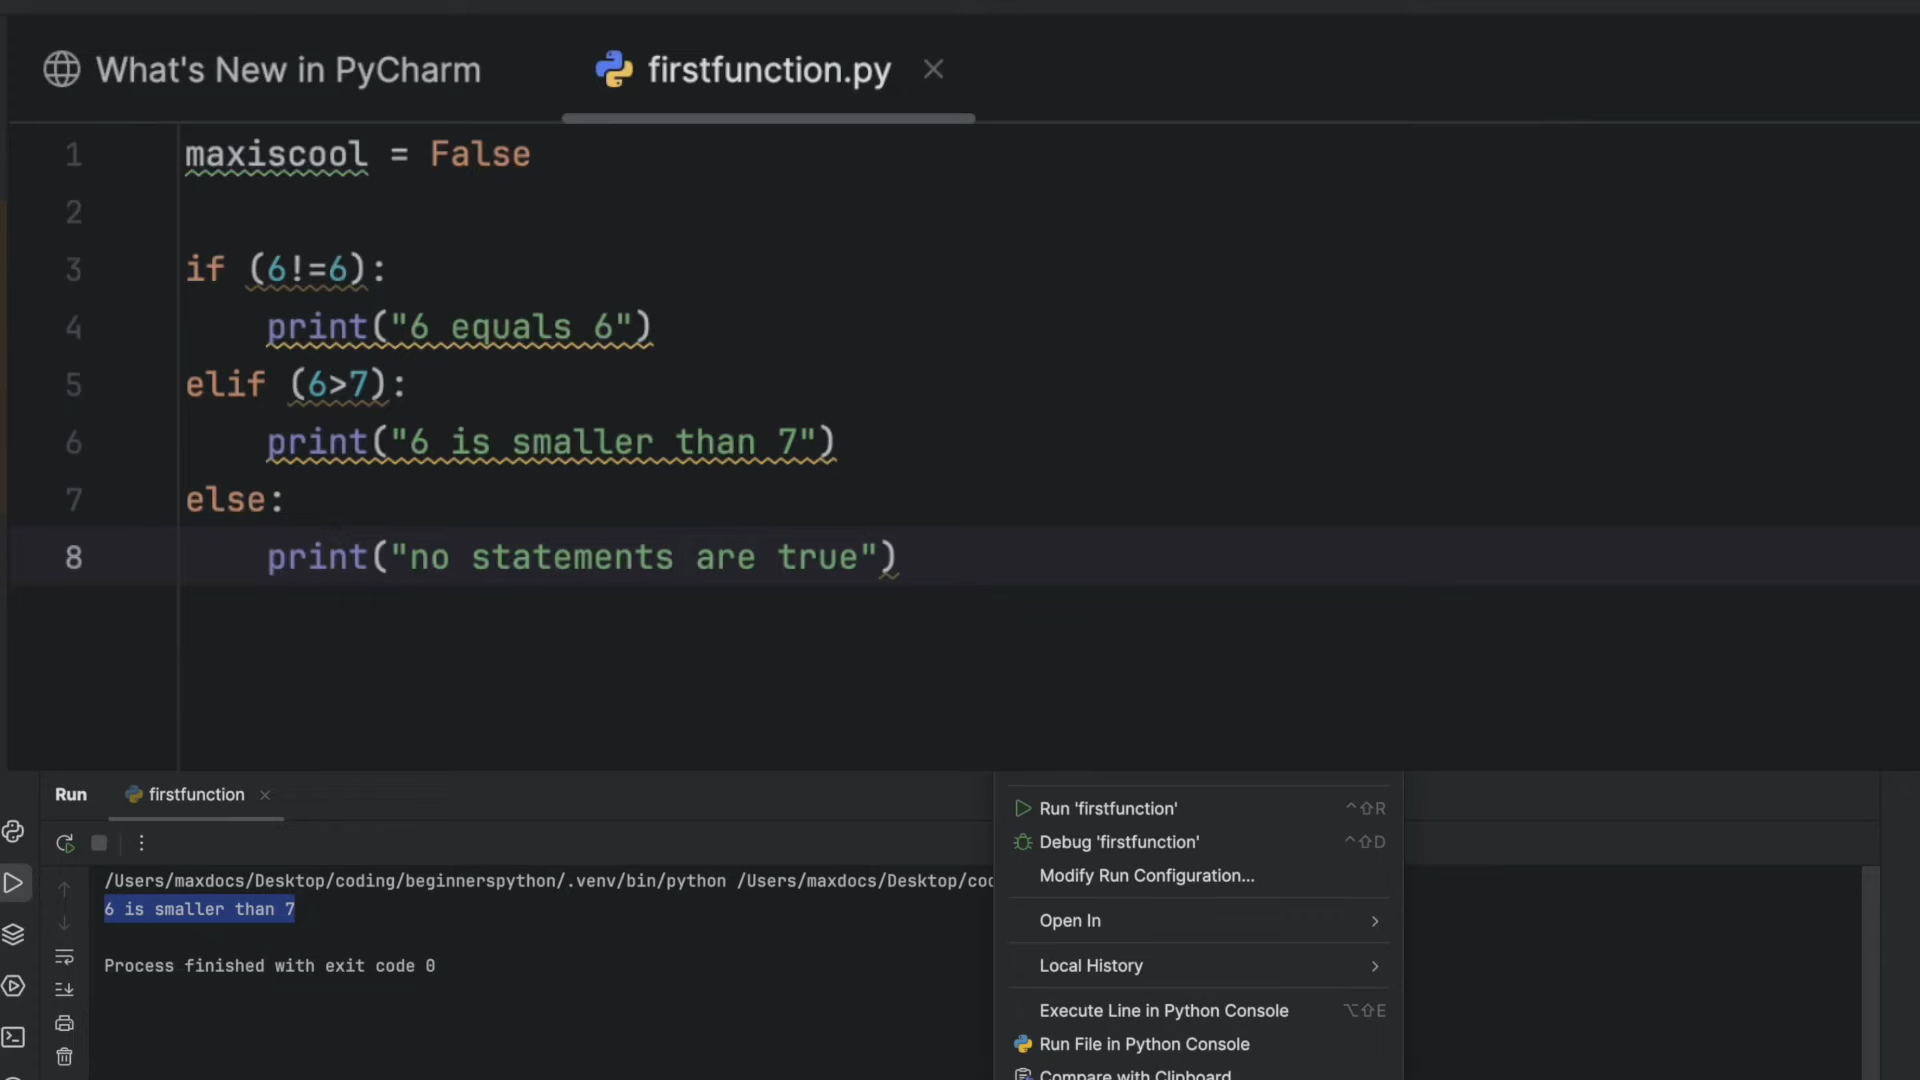 What's New in PyCharm
firstfunction.py
1 maxiscool = False
2
3 if (6!=6):
4 print("6 equals 6")
5 elif (6>7):
6 print("6 is smaller than 7")
7 else:
8 print("no statements are true")
Run firstfunction
/Users/maxdocs/Desktop/coding/beginnerspython/.venv/bin/python /Users/maxdocs/Desktop/co
6 is smaller than 7
Process finished with exit code 0
Run 'firstfunction' ⌃⇧R
Debug 'firstfunction' ⌃⇧D
Modify Run Configuration...
Open In
Local History
Execute Line in Python Console ⌥⇧E
Run File in Python Console
Compare with Clipboard